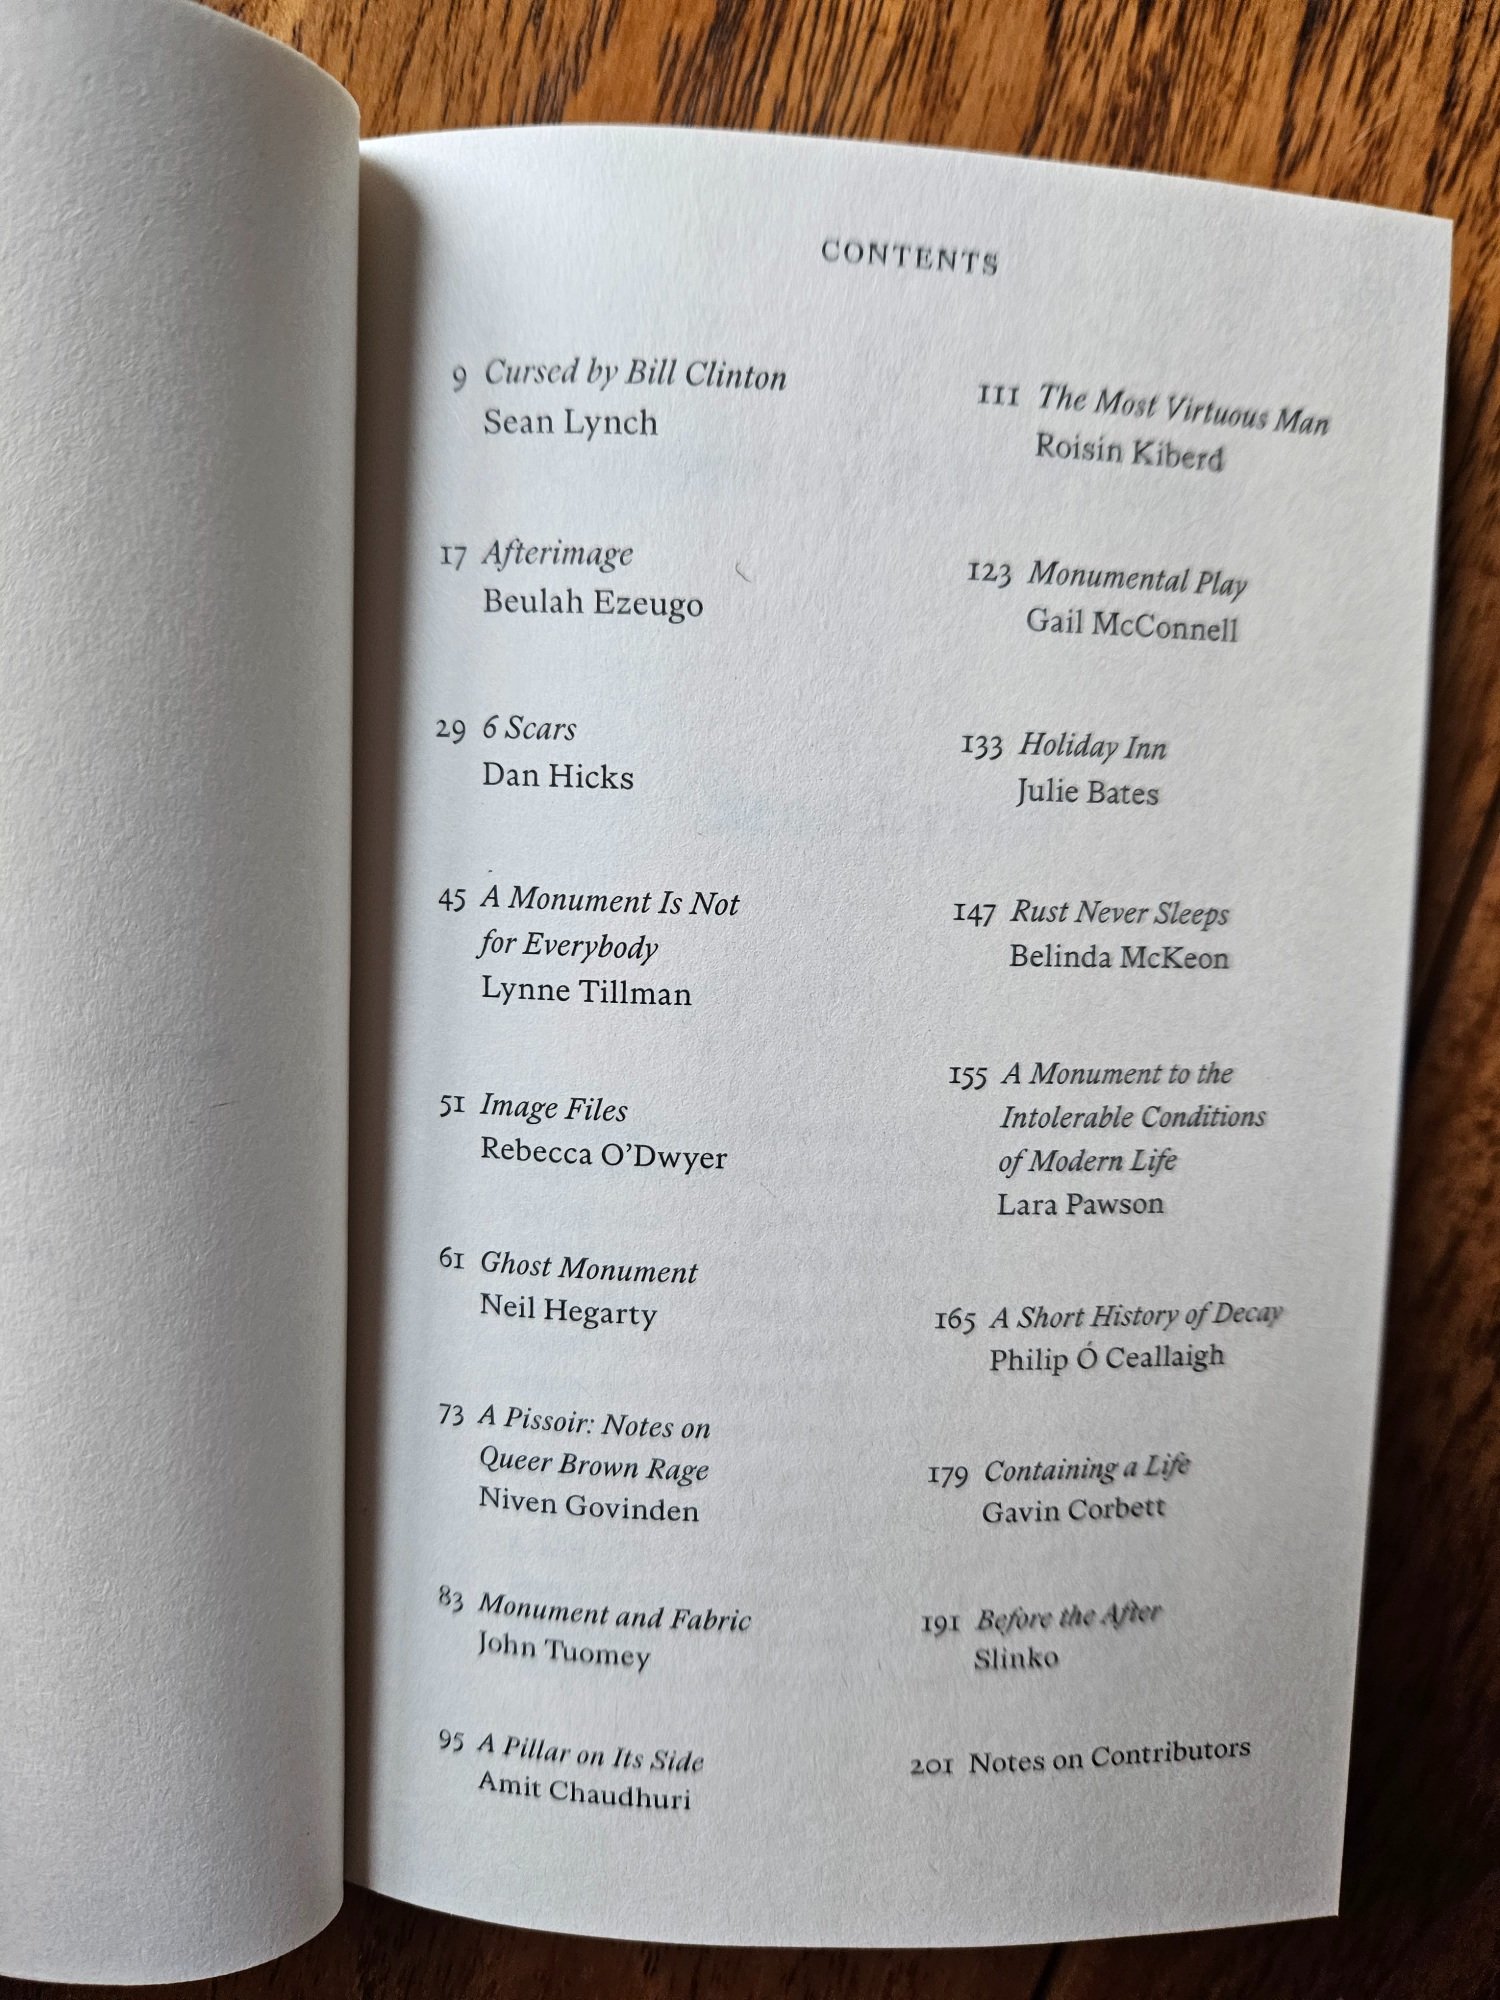 CONTENTS
9 Cursed by Bill Clinton
Sean Lynch
17 Afterimage
Beulah Ezeugo
29 6 Scars
Dan Hicks
45 A Monument Is Not
for Everybody
Lynne Tillman
51 Image Files
Rebecca O’Dwyer
61 Ghost Monument
Neil Hegarty
73 A Pissoir: Notes on
Queer Brown Rage
Niven Govinden
83 Monument and Fabric
John Tuomey
95 A Pillar on Its Side
Amit Chaudhuri
111 The Most Virtuous Man
Roisin Kiberd
123 Monumental Play
Gail McConnell
133 Holiday Inn
Julie Bates
147 Rust Never Sleeps
Belinda McKeon
155 A Monument to the
Intolerable Conditions
of Modern Life
Lara Pawson
165 A Short History of Decay
Philip Ó Ceallaigh
179 Containing a Life
Gavin Corbett
191 Before the After
Slinko
201 Notes on Contributors